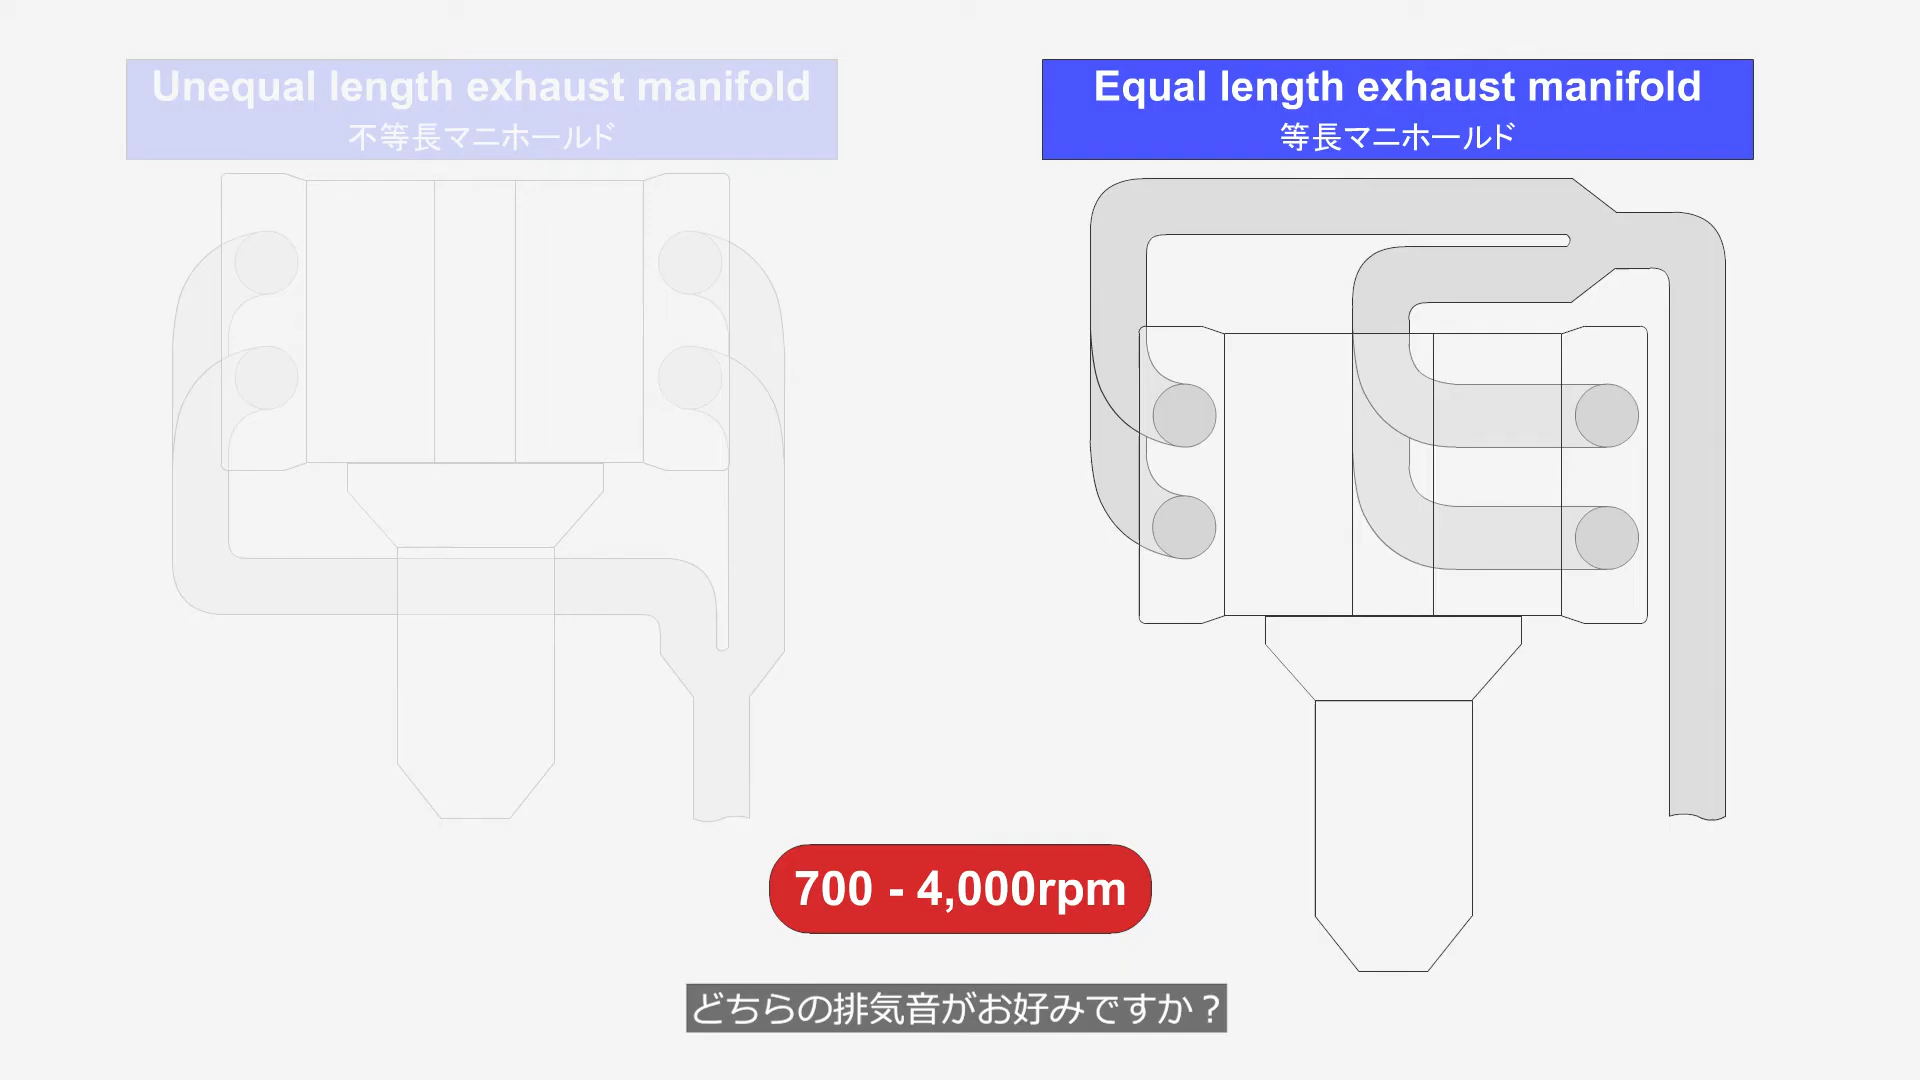 Unequal length exhaust manifold
不等長マニホールド
Equal length exhaust manifold
等長マニホールド
700 - 4,000rpm
どちらの排気音がお好みですか？